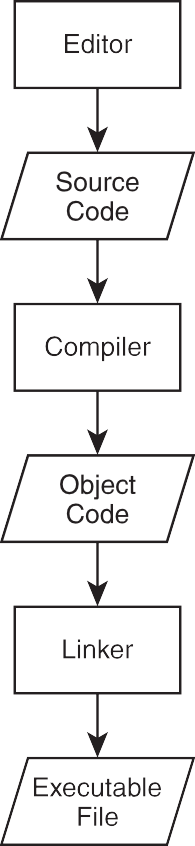 Editor
Source
Code
Compiler
Object
Code
Linker
Executable
File